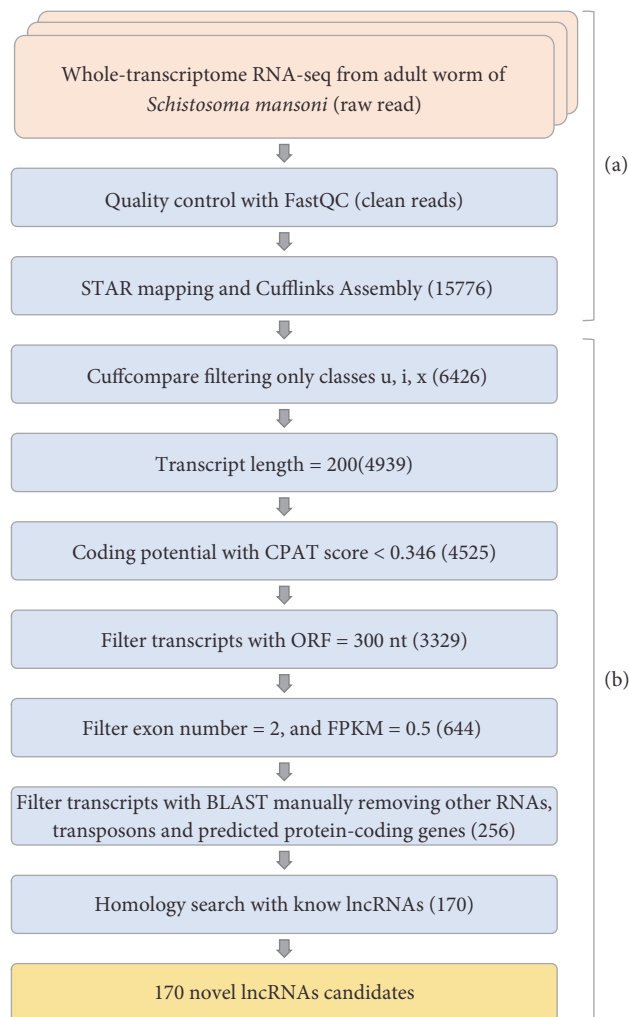 Whole-transcriptome RNA-seq from adult worm of
Schistosoma mansoni (raw read)
Quality control with FastQC (clean reads)
STAR mapping and Cufflinks Assembly (15776)
(a)
Cuffcompare filtering only classes u, i, x (6426)
Transcript length = 200(4939)
Coding potential with CPAT score < 0.346 (4525)
Filter transcripts with ORF = 300 nt (3329)
Filter exon number = 2, and FPKM = 0.5 (644)
Filter transcripts with BLAST manually removing other RNAs,
transposons and predicted protein-coding genes (256)
Homology search with know lncRNAs (170)
170 novel lncRNAs candidates
(b)